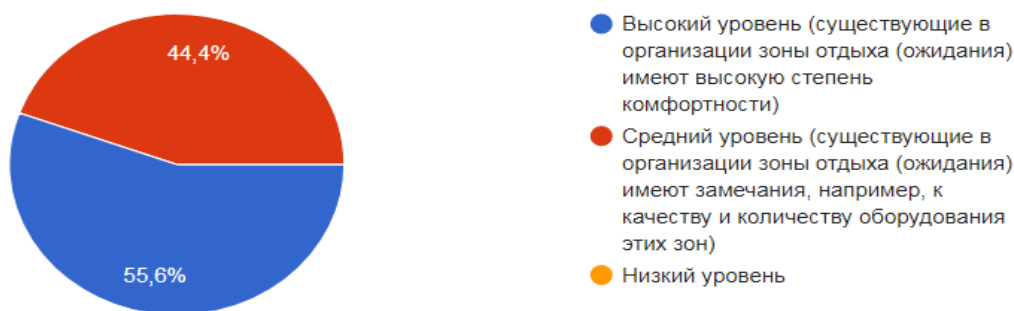 44,4%
55,6%
Высокий уровень (существующие в
организации зоны отдыха (ожидания)
имеют высокую степень
комфортности)
Средний уровень (существующие в
организации зоны отдыха (ожидания)
имеют замечания, например, к
качеству и количеству оборудования
этих зон)
Низкий уровень